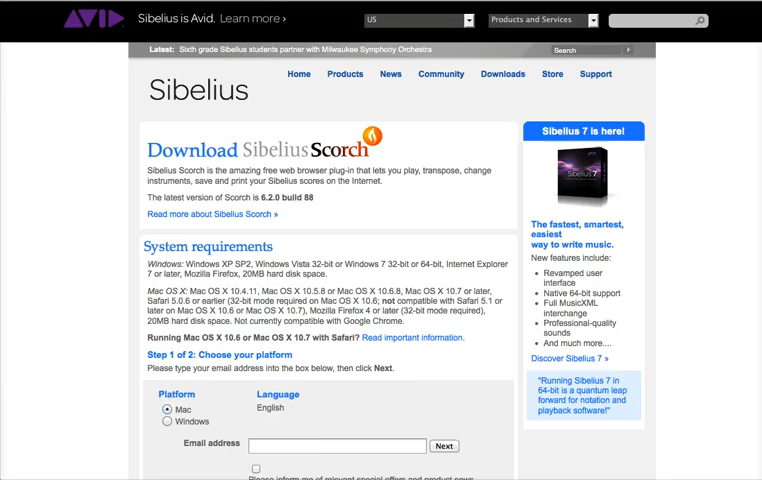 AVID
Sibelius is Avid. Learn more ›
US
Products and Services
Latest: Sixth grade Sibelius students partner with Milwaukee Symphony Orchestra
Search
Sibelius
Home Products News Community Downloads Store Support
Download Sibelius Scorch
Sibelius Scorch is the amazing free web browser plug-in that lets you play, transpose, change
instruments, save and print your Sibelius scores on the Internet.
The latest version of Scorch is 6.2.0 build 88
Read more about Sibelius Scorch »
System requirements
Windows: Windows XP SP2, Windows Vista 32-bit or Windows 7 32-bit or 64-bit, Internet Explorer
7 or later, Mozilla Firefox, 20MB hard disk space.
Mac OS X: Mac OS X 10.4.11, Mac OS X 10.5.8 or Mac OS X 10.6.8, Mac OS X 10.7 or later,
Safari 5.0.6 or earlier (32-bit mode required on Mac OS X 10.6; not compatible with Safari 5.1 or
later on Mac OS X 10.6 or Mac OS X 10.7), Mozilla Firefox 4 or later (32-bit mode required),
20MB hard disk space. Not currently compatible with Google Chrome.
Running Mac OS X 10.6 or Mac OS X 10.7 with Safari? Read important information.
Step 1 of 2: Choose your platform
Please type your email address into the box below, then click Next.
Platform Language
Mac English
Windows
Email address Next
Please inform me of relevant special offers and product news
Sibelius 7 is here!
SIBELIUS 7
The fastest, smartest,
easiest
way to write music.
New features include:
• Revamped user
interface
• Native 64-bit support
• Full MusicXML
interchange
• Professional-quality
sounds
• And much more....
Discover Sibelius 7 »
"Running Sibelius 7 in
64-bit is a quantum leap
forward for notation and
playback software!"